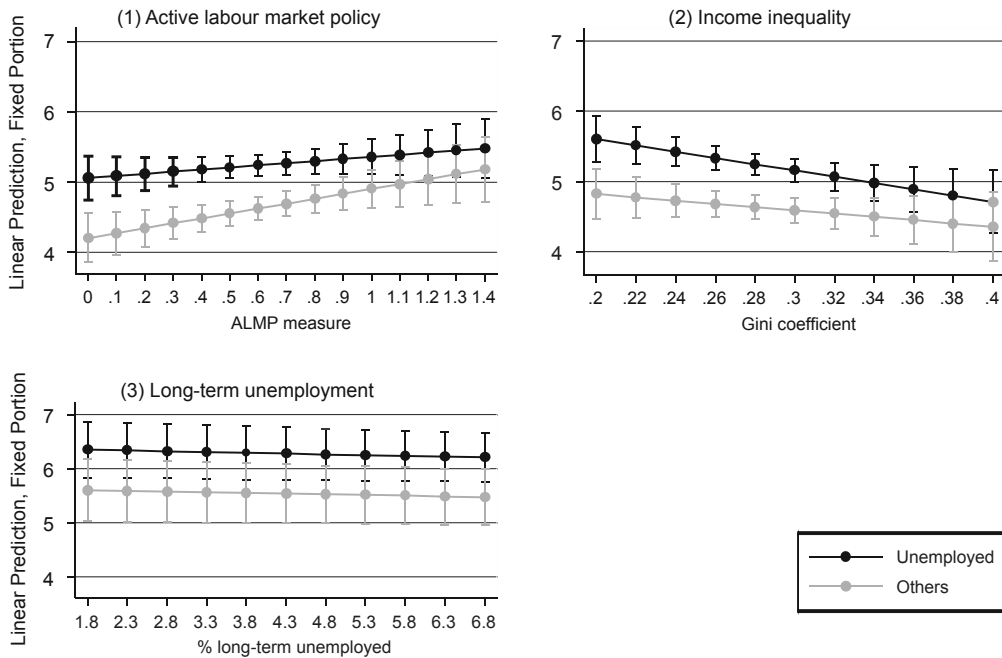 (1) Active labour market policy
Linear Prediction, Fixed Portion
7
6
5
4
0 .1 .2 .3 .4 .5 .6 .7 .8 .9 1 1.1 1.2 1.3 1.4
ALMP measure
(2) Income inequality
7
6
5
4
.2 .22 .24 .26 .28 .3 .32 .34 .36 .38 .4
Gini coefficient
(3) Long-term unemployment
Linear Prediction, Fixed Portion
7
6
5
4
1.8 2.3 2.8 3.3 3.8 4.3 4.8 5.3 5.8 6.3 6.8
% long-term unemployed
Unemployed
Others